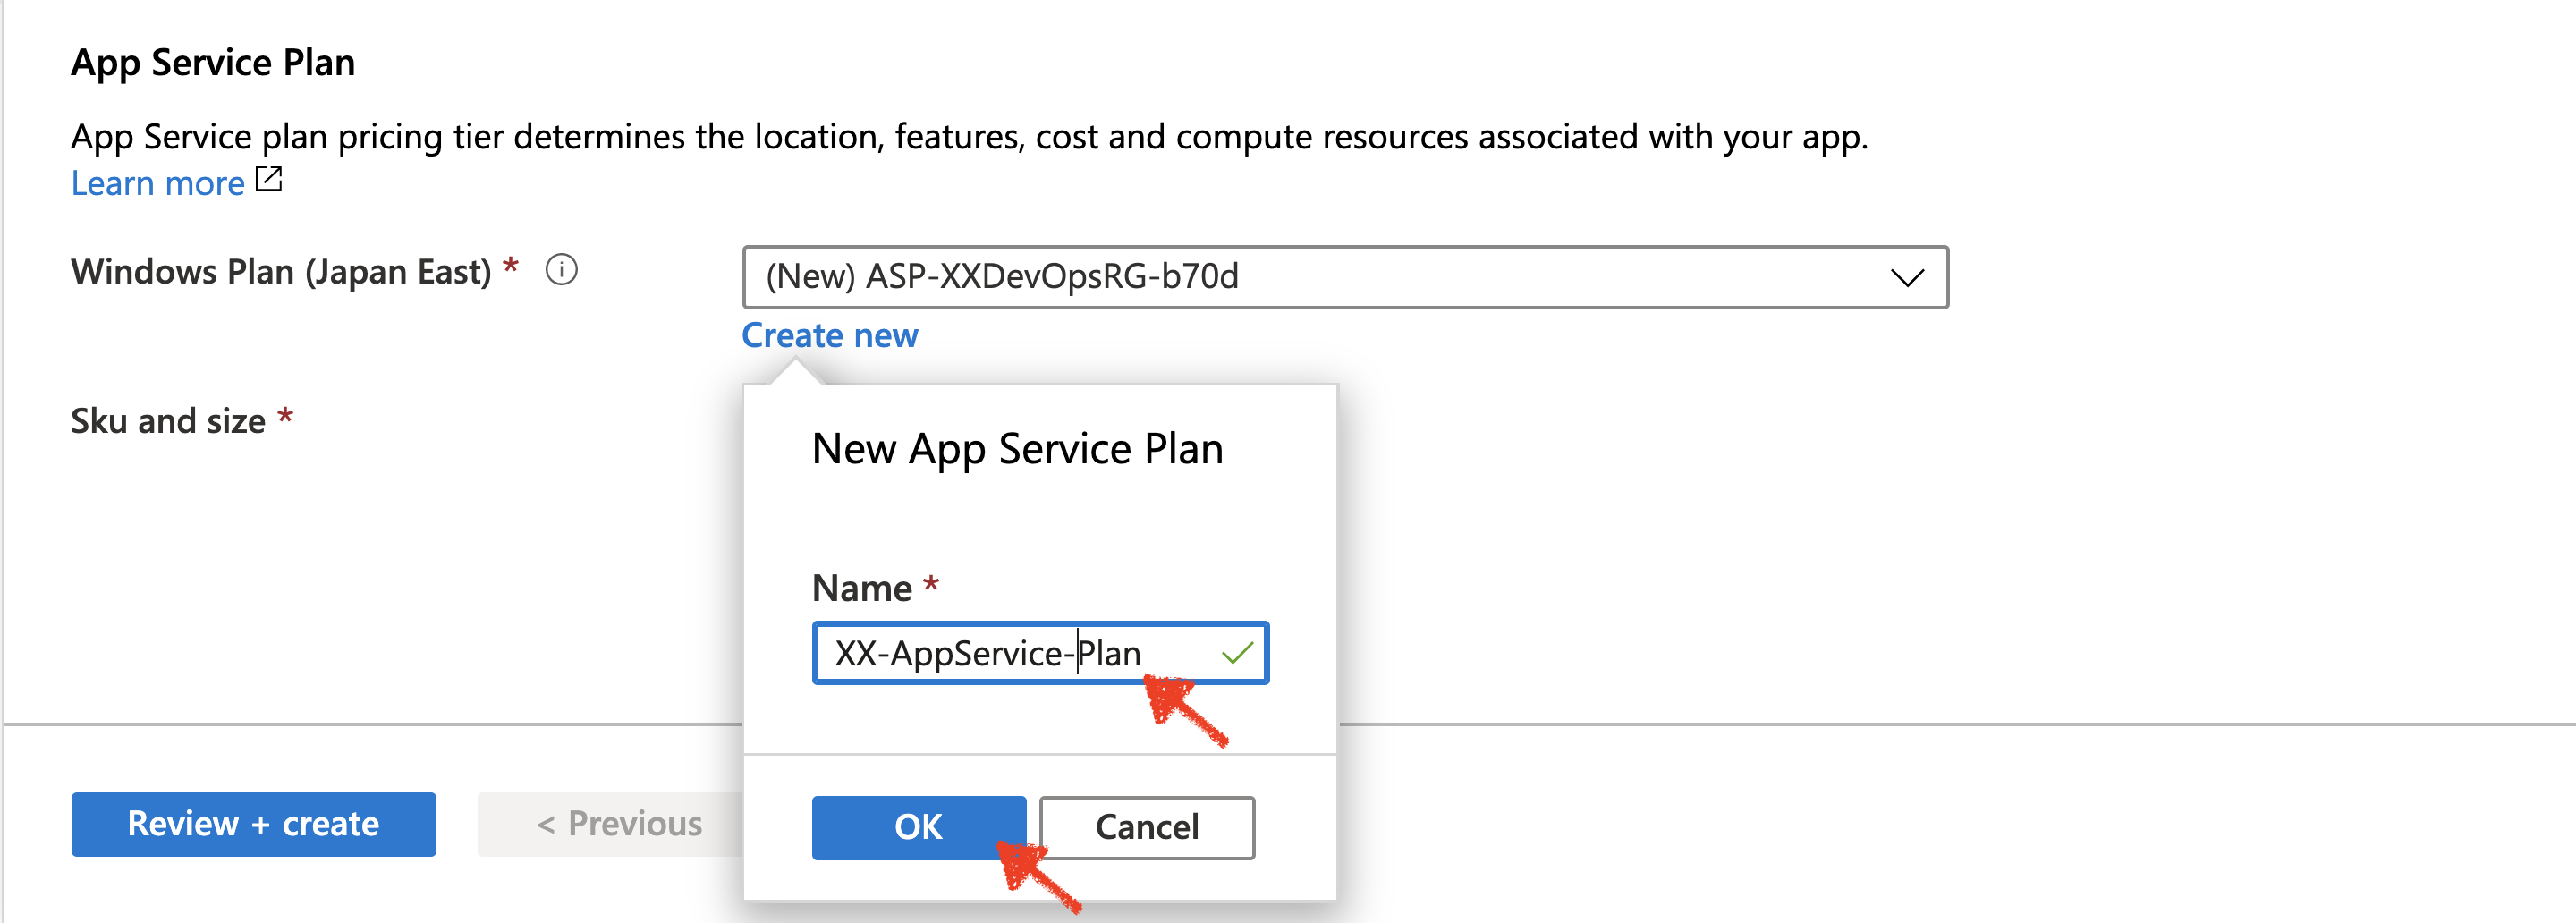 App Service Plan
App Service plan pricing tier determines the location, features, cost and compute resources associated with your app.
Learn more
Windows Plan (Japan East) *
(New) ASP-XXDevOpsRG-b70d
Create new
Sku and size *
New App Service Plan
Name *
XX-AppService-Plan
Review + create
< Previous
OK
Cancel